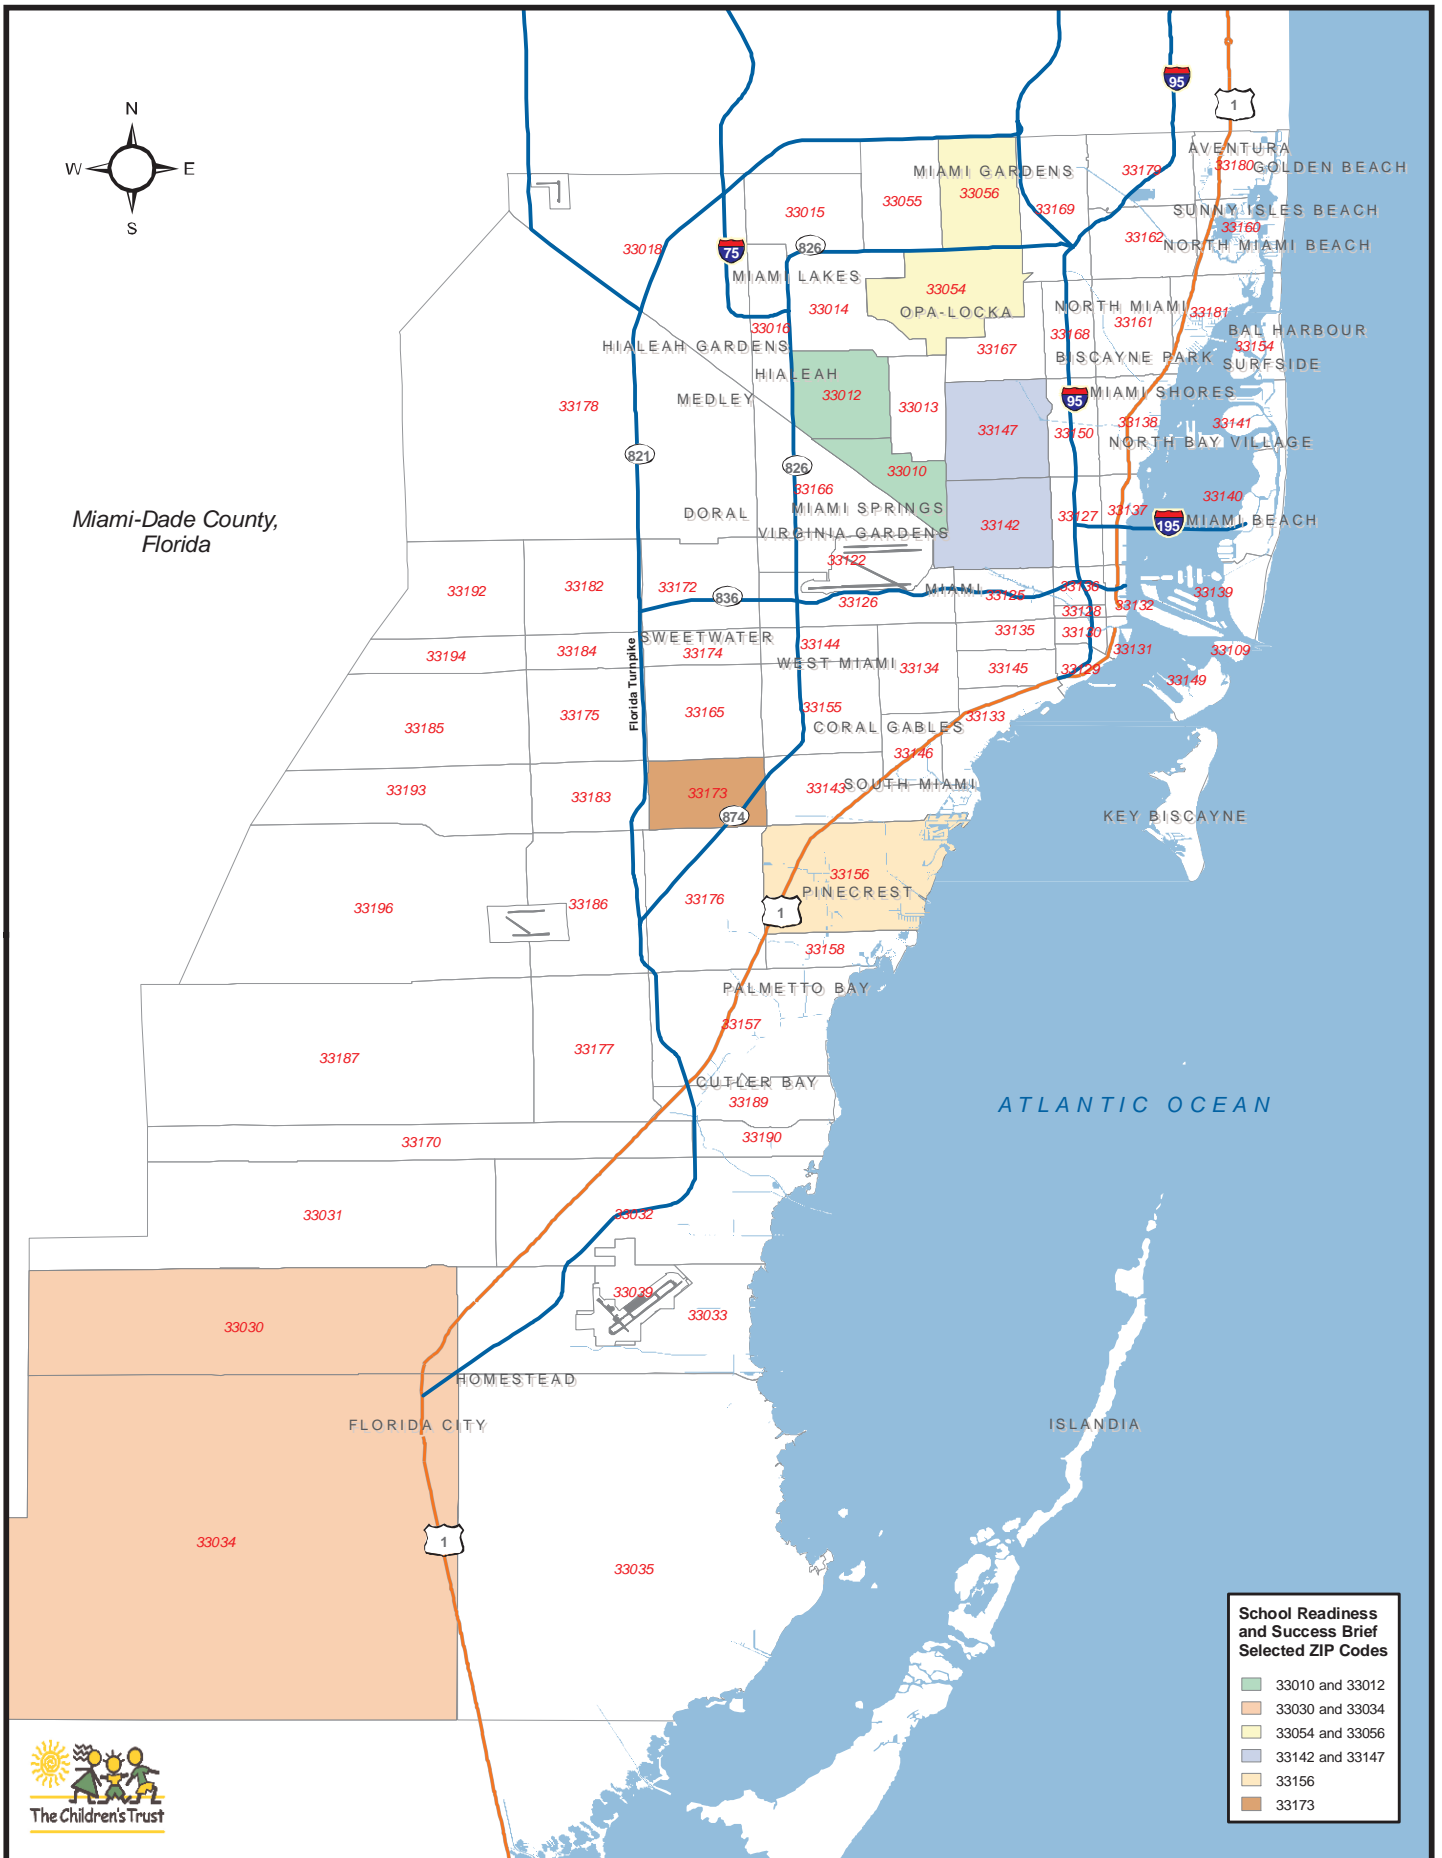 95
1
N
W E
S
AVENTURA
33180
GOLDEN BEACH
MIAMI GARDENS
33179
33056
33055
33015
33169
SUNNY ISLES BEACH
33160
33162
NORTH MIAMI BEACH
33018
75
826
MIAMI LAKES
33054
OPA-LOCKA
33014
NORTH MIAMI
33161
33181
33016
33168
BAL HARBOUR
33154
HIALEAH GARDENS
33167
BISCAYNE PARK
SURFSIDE
HIALEAH
33012
MEDLEY
33013
95
MIAMI SHORES
33178
33147
33150
33138
33141
NORTH BAY VILLAGE
821
826
33010
33166
33140
MIAMI SPRINGS
DORAL
33142
33127
33137
195
MIAMI BEACH
Miami-Dade County,
Florida
VIRGINIA GARDENS
33122
33192
33182
33172
836
33126
MIAMI
33125
33136
33139
33128
33132
SWEETWATER
33174
33144
33135
33130
33194
33184
WEST MIAMI
33134
33145
33129
33131
33109
33149
Florida Turnpike
33185
33175
33165
33155
CORAL GABLES
33133
33146
33193
33183
33173
33143
SOUTH MIAMI
874
KEY BISCAYNE
33156
PINECREST
33196
33186
33176
1
33158
PALMETTO BAY
33157
33187
33177
CUTLER BAY
33189
ATLANTIC OCEAN
33170
33190
33031
33032
33039
33033
33030
HOMESTEAD
FLORIDA CITY
ISLANDIA
33034
1
33035
School Readiness
and Success Brief
Selected ZIP Codes
33010 and 33012
33030 and 33034
33054 and 33056
33142 and 33147
33156
33173
The Children's Trust